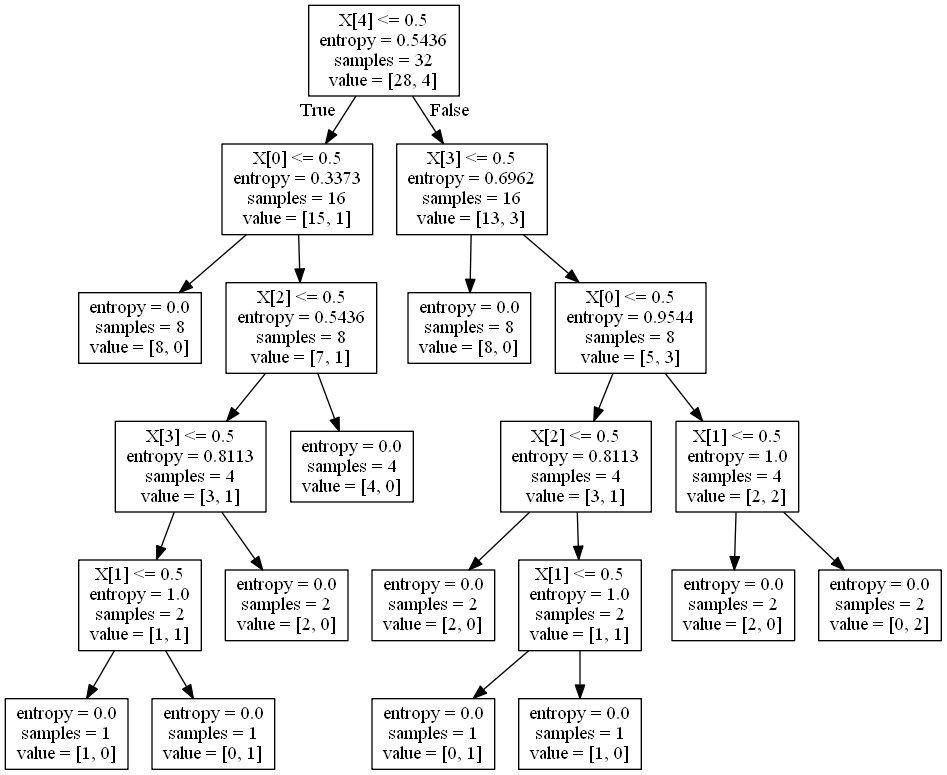 X[4] <= 0.5
entropy = 0.5436
samples = 32
value = [28, 4]
True
False
X[0] <= 0.5
entropy = 0.3373
samples = 16
value = [15, 1]
X[3] <= 0.5
entropy = 0.6962
samples = 16
value = [13, 3]
entropy = 0.0
samples = 8
value = [8, 0]
X[2] <= 0.5
entropy = 0.5436
samples = 8
value = [7, 1]
entropy = 0.0
samples = 8
value = [8, 0]
X[0] <= 0.5
entropy = 0.9544
samples = 8
value = [5, 3]
X[3] <= 0.5
entropy = 0.8113
samples = 4
value = [3, 1]
entropy = 0.0
samples = 4
value = [4, 0]
X[2] <= 0.5
entropy = 0.8113
samples = 4
value = [3, 1]
X[1] <= 0.5
entropy = 1.0
samples = 4
value = [2, 2]
X[1] <= 0.5
entropy = 1.0
samples = 2
value = [1, 1]
entropy = 0.0
samples = 2
value = [2, 0]
entropy = 0.0
samples = 2
value = [2, 0]
X[1] <= 0.5
entropy = 1.0
samples = 2
value = [1, 1]
entropy = 0.0
samples = 2
value = [2, 0]
entropy = 0.0
samples = 2
value = [0, 2]
entropy = 0.0
samples = 1
value = [1, 0]
entropy = 0.0
samples = 1
value = [0, 1]
entropy = 0.0
samples = 1
value = [0, 1]
entropy = 0.0
samples = 1
value = [1, 0]